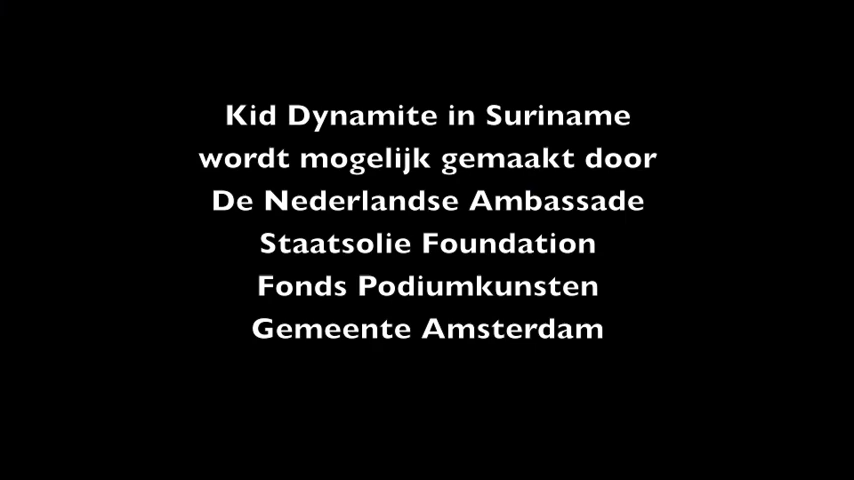 Kid Dynamite in Suriname
wordt mogelijk gemaakt door
De Nederlandse Ambassade
Staatsolie Foundation
Fonds Podiumkunsten
Gemeente Amsterdam